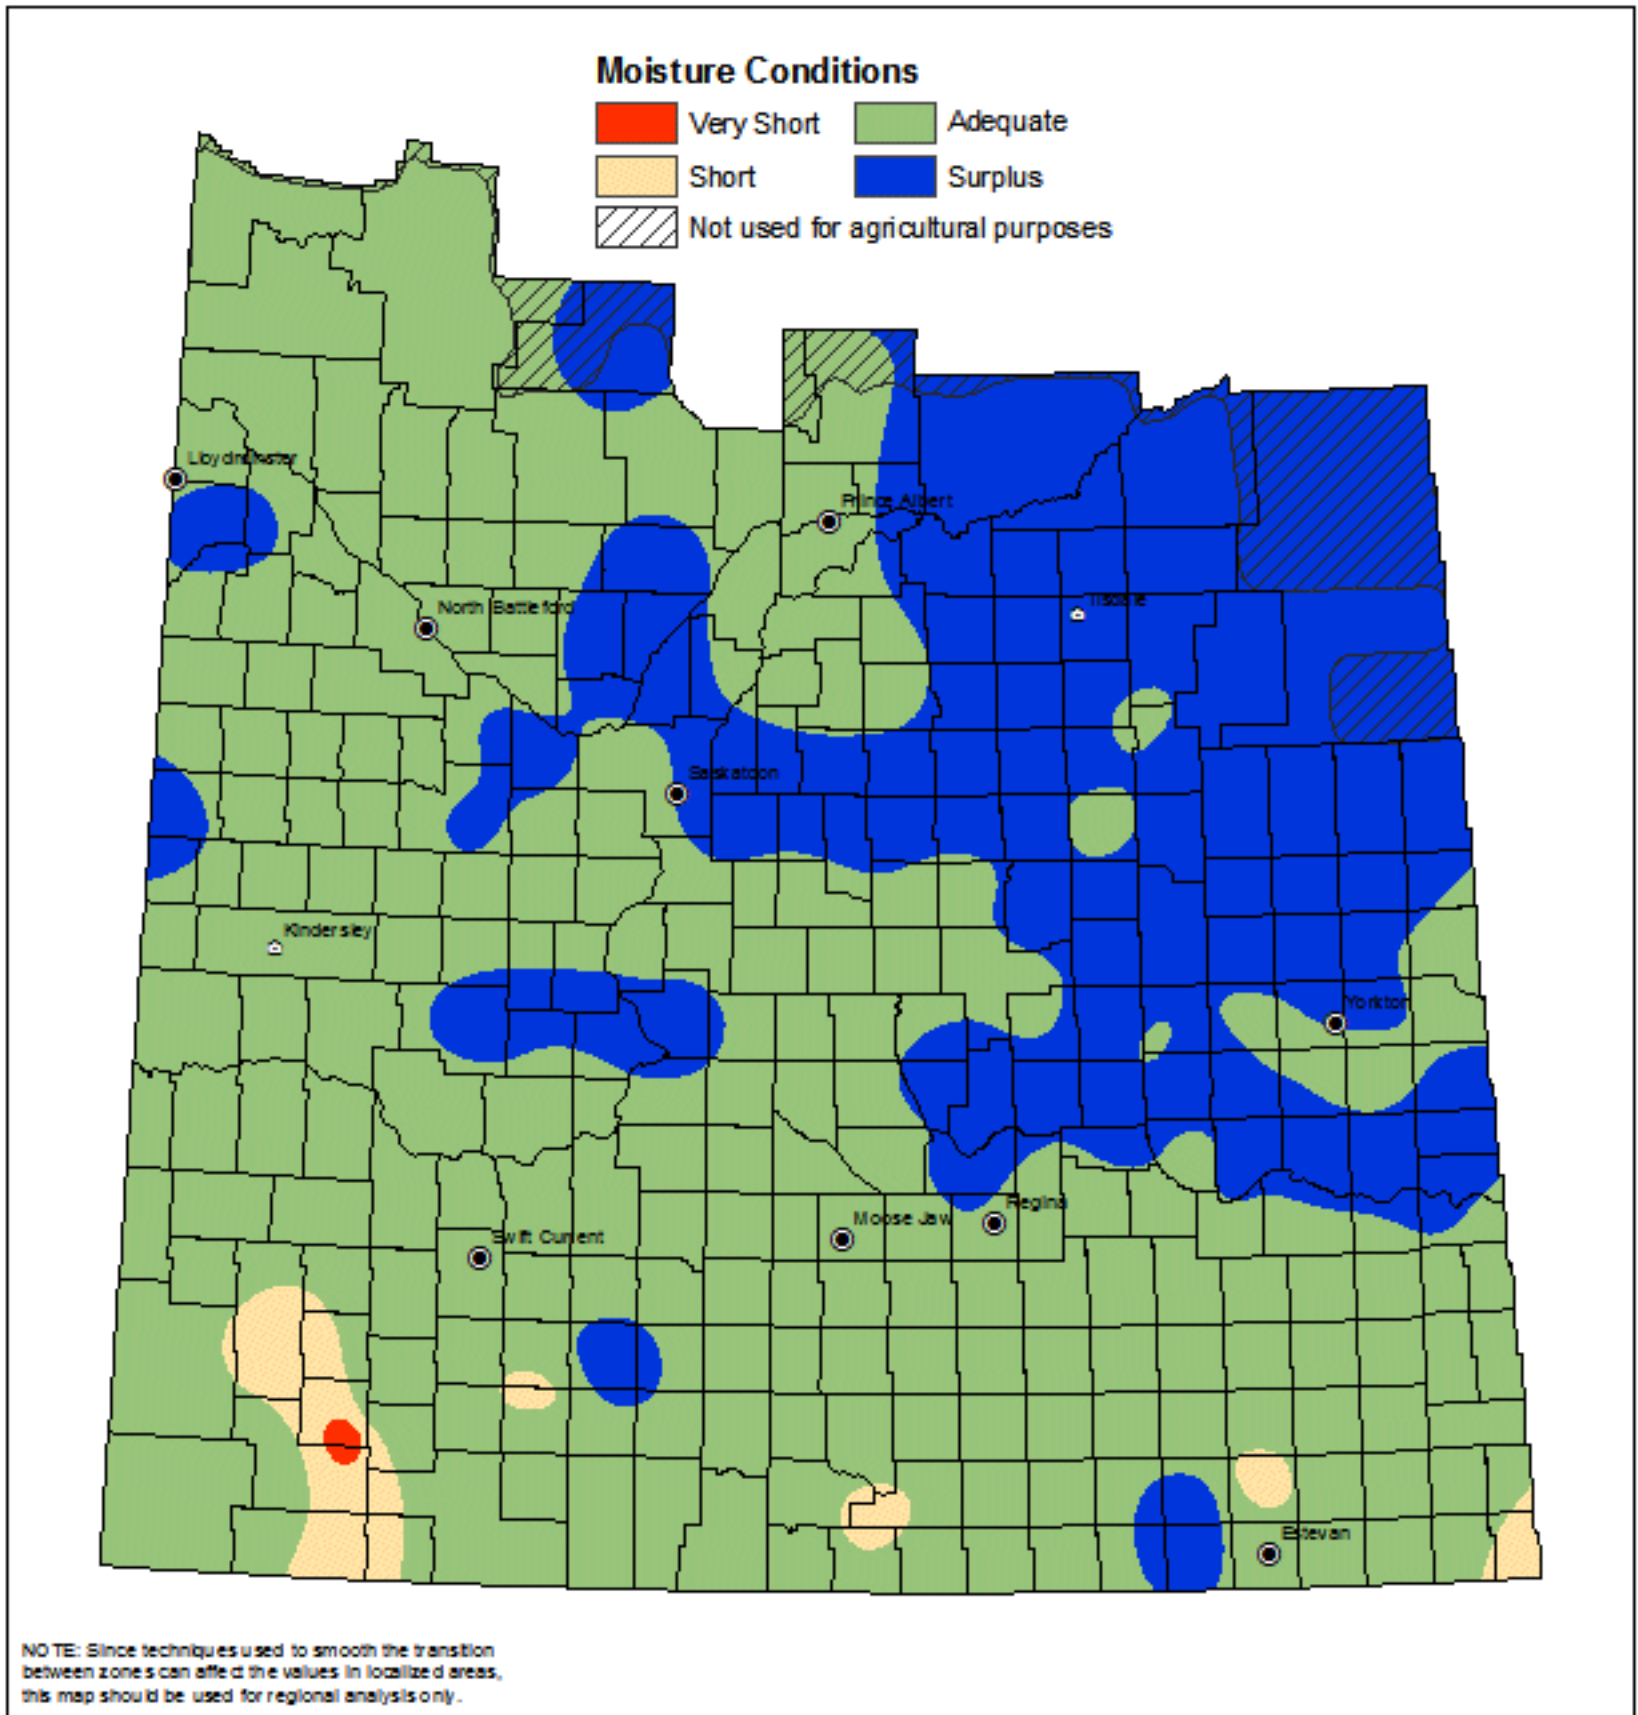 Moisture Conditions
Very Short
Adequate
Short
Surplus
Not used for agricultural purposes
Lloydminster
Prince Albert
North Battleford
Tisdale
Saskatoon
Kindersley
Yorkton
Regina
Moose Jaw
Swift Current
Estevan
NOTE: Since techniques used to smooth the transition
between zones can affect the values in localized areas,
this map should be used for regional analysis only.